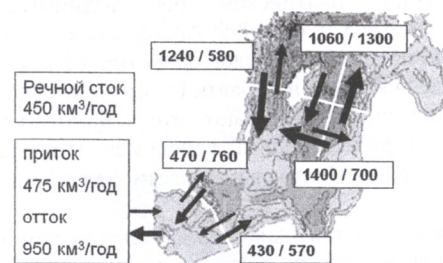 1060 / 1300
1240 / 580
Речной сток
450 км³/год
приток
475 км³/год
отток
950 км³/год
470 / 760
1400 / 700
430 / 570